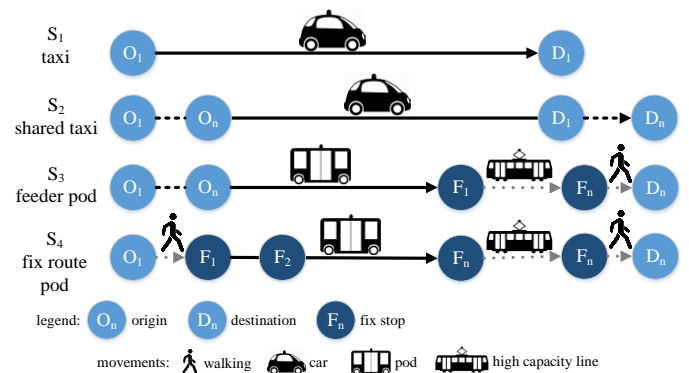 S1 taxi O1 D1
S2 shared taxi O1 On D1 Dn
S3 feeder pod O1 On F1 Fn Dn
S4 fix route pod O1 F1 F2 Fn Fn Dn
legend: On origin Dn destination Fn fix stop
movements: walking car pod high capacity line